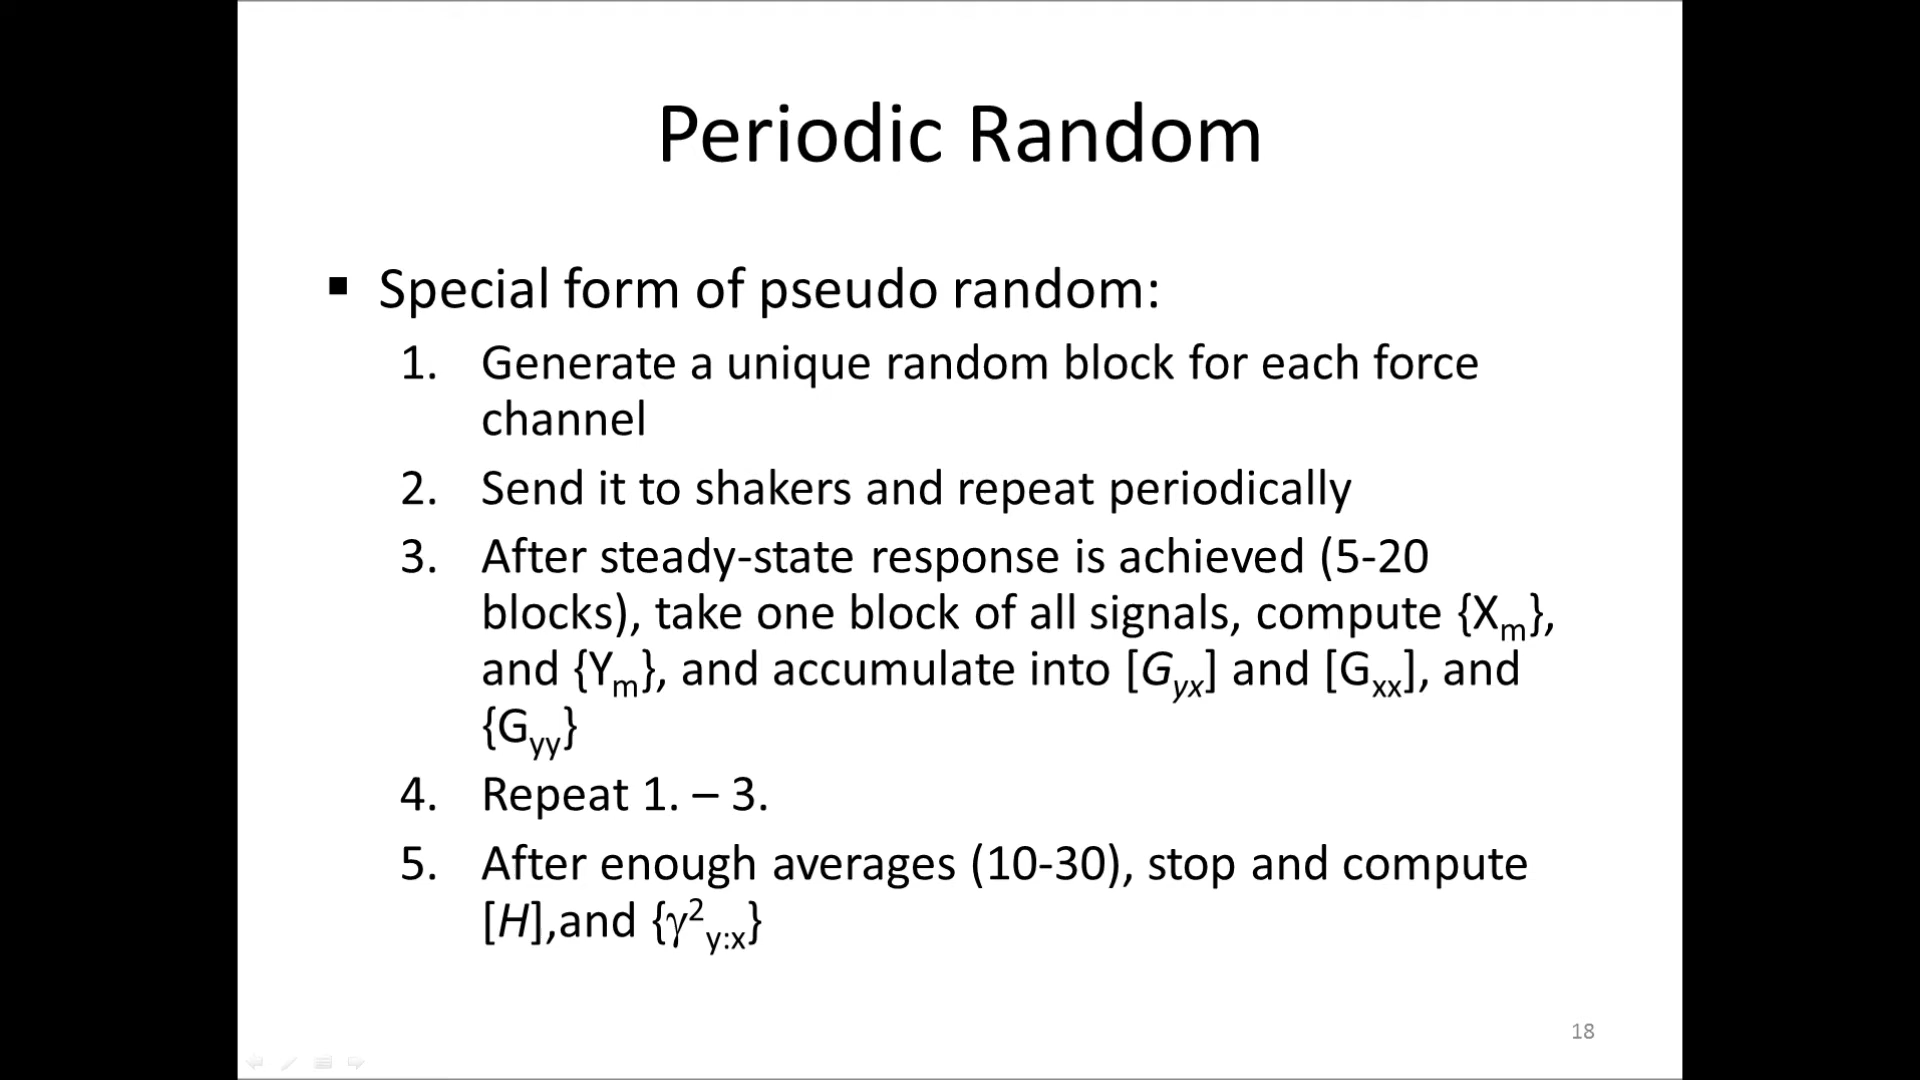 Periodic Random
▪ Special form of pseudo random:
1. Generate a unique random block for each force
channel
2. Send it to shakers and repeat periodically
3. After steady-state response is achieved (5-20
blocks), take one block of all signals, compute {Xₘ},
and {Yₘ}, and accumulate into [G_yx] and [Gₓₓ], and
{G_yy}
4. Repeat 1. – 3.
5. After enough averages (10-30), stop and compute
[H],and {γ²_y:x}
18